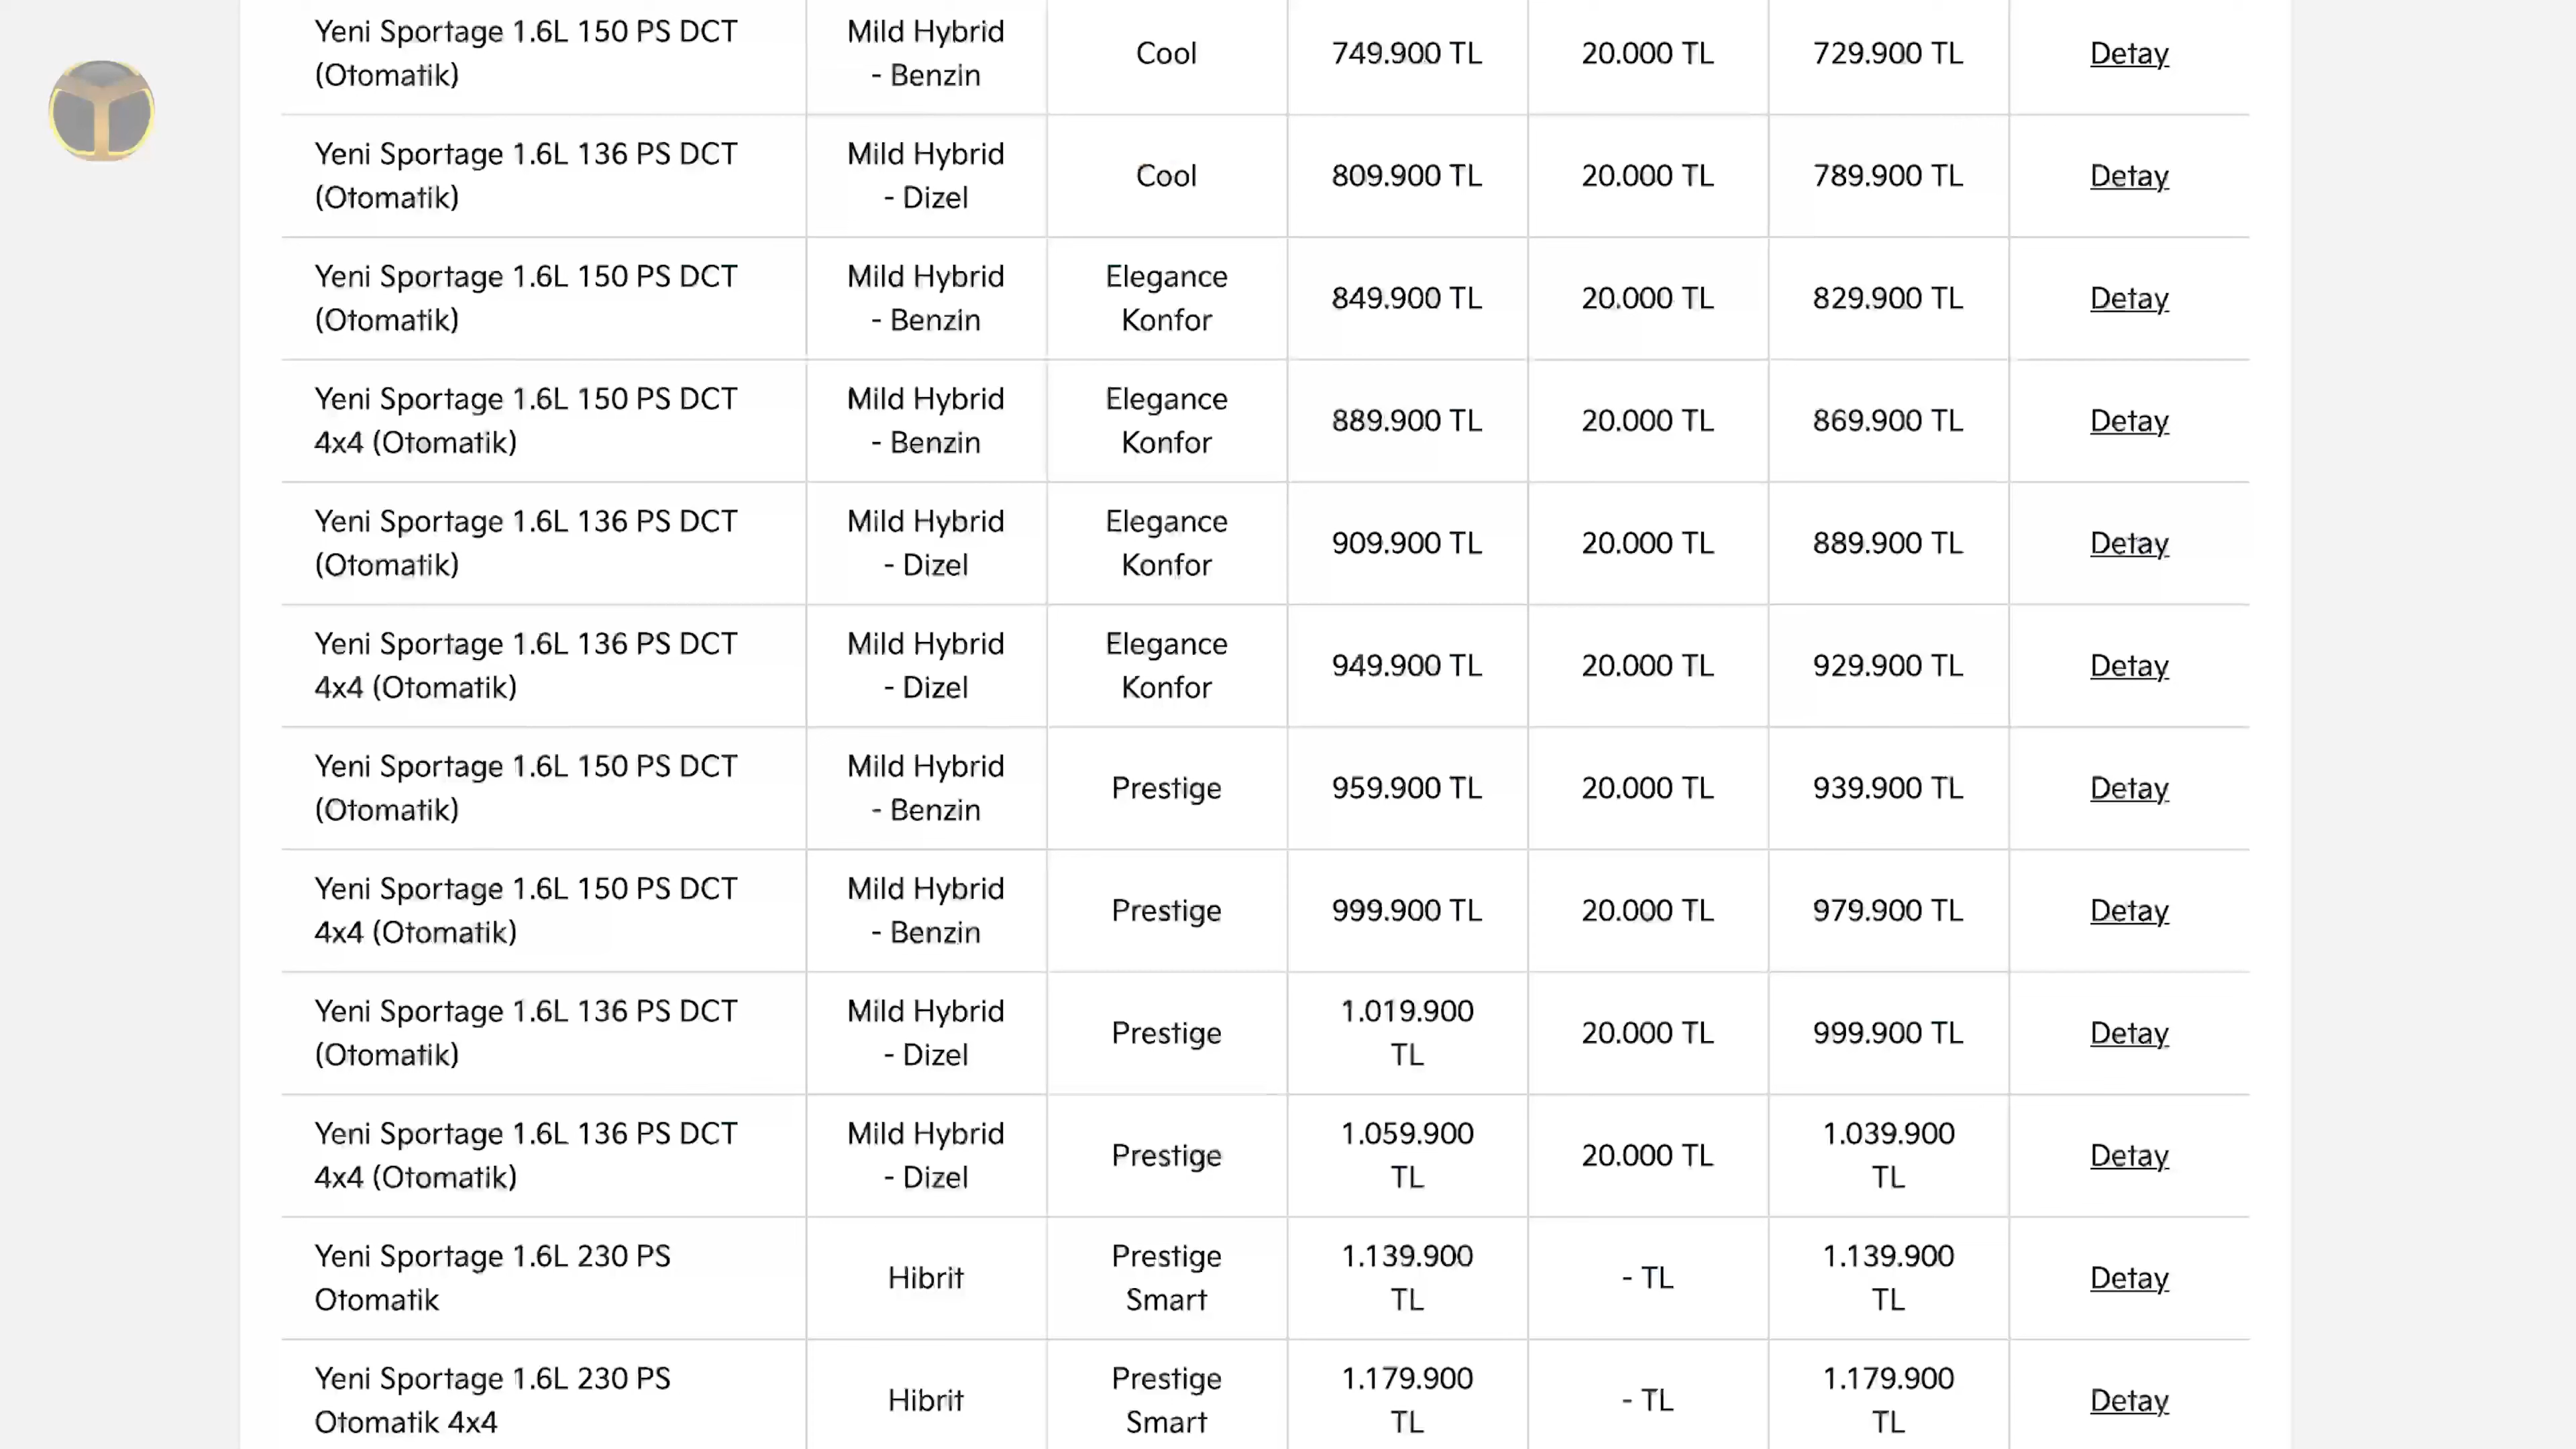 Yeni Sportage 1.6L 150 PS DCT
(Otomatik)
Mild Hybrid
- Benzin
Cool
749.900 TL
20.000 TL
729.900 TL
Detay
Yeni Sportage 1.6L 136 PS DCT
(Otomatik)
Mild Hybrid
- Dizel
Cool
809.900 TL
20.000 TL
789.900 TL
Detay
Yeni Sportage 1.6L 150 PS DCT
(Otomatik)
Mild Hybrid
- Benzin
Elegance
Konfor
849.900 TL
20.000 TL
829.900 TL
Detay
Yeni Sportage 1.6L 150 PS DCT
4x4 (Otomatik)
Mild Hybrid
- Benzin
Elegance
Konfor
889.900 TL
20.000 TL
869.900 TL
Detay
Yeni Sportage 1.6L 136 PS DCT
(Otomatik)
Mild Hybrid
- Dizel
Elegance
Konfor
909.900 TL
20.000 TL
889.900 TL
Detay
Yeni Sportage 1.6L 136 PS DCT
4x4 (Otomatik)
Mild Hybrid
- Dizel
Elegance
Konfor
949.900 TL
20.000 TL
929.900 TL
Detay
Yeni Sportage 1.6L 150 PS DCT
(Otomatik)
Mild Hybrid
- Benzin
Prestige
959.900 TL
20.000 TL
939.900 TL
Detay
Yeni Sportage 1.6L 150 PS DCT
4x4 (Otomatik)
Mild Hybrid
- Benzin
Prestige
999.900 TL
20.000 TL
979.900 TL
Detay
Yeni Sportage 1.6L 136 PS DCT
(Otomatik)
Mild Hybrid
- Dizel
Prestige
1.019.900
TL
20.000 TL
999.900 TL
Detay
Yeni Sportage 1.6L 136 PS DCT
4x4 (Otomatik)
Mild Hybrid
- Dizel
Prestige
1.059.900
TL
20.000 TL
1.039.900
TL
Detay
Yeni Sportage 1.6L 230 PS
Otomatik
Hibrit
Prestige
Smart
1.139.900
TL
- TL
1.139.900
TL
Detay
Yeni Sportage 1.6L 230 PS
Otomatik 4x4
Hibrit
Prestige
Smart
1.179.900
TL
- TL
1.179.900
TL
Detay